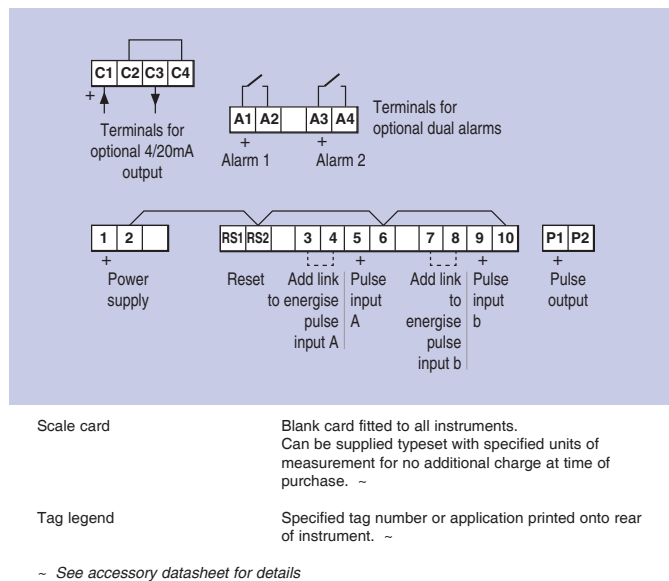 C1 C2 C3 C4
+
Terminals for
optional 4/20mA
output
A1 A2 A3 A4
+ +
Alarm 1 Alarm 2
Terminals for
optional dual alarms
1 2 RS1 RS2 3 4 5 6 7 8 9 10 P1 P2
+ + + +
Power
supply
Reset
Add link
to energise
pulse
input A
Pulse
input
A
Add link
to
energise
pulse
input b
Pulse
input
b
Pulse
output
Scale card
Blank card fitted to all instruments.
Can be supplied typeset with specified units of
measurement for no additional charge at time of
purchase. ~
Tag legend
Specified tag number or application printed onto rear
of instrument. ~
~ See accessory datasheet for details